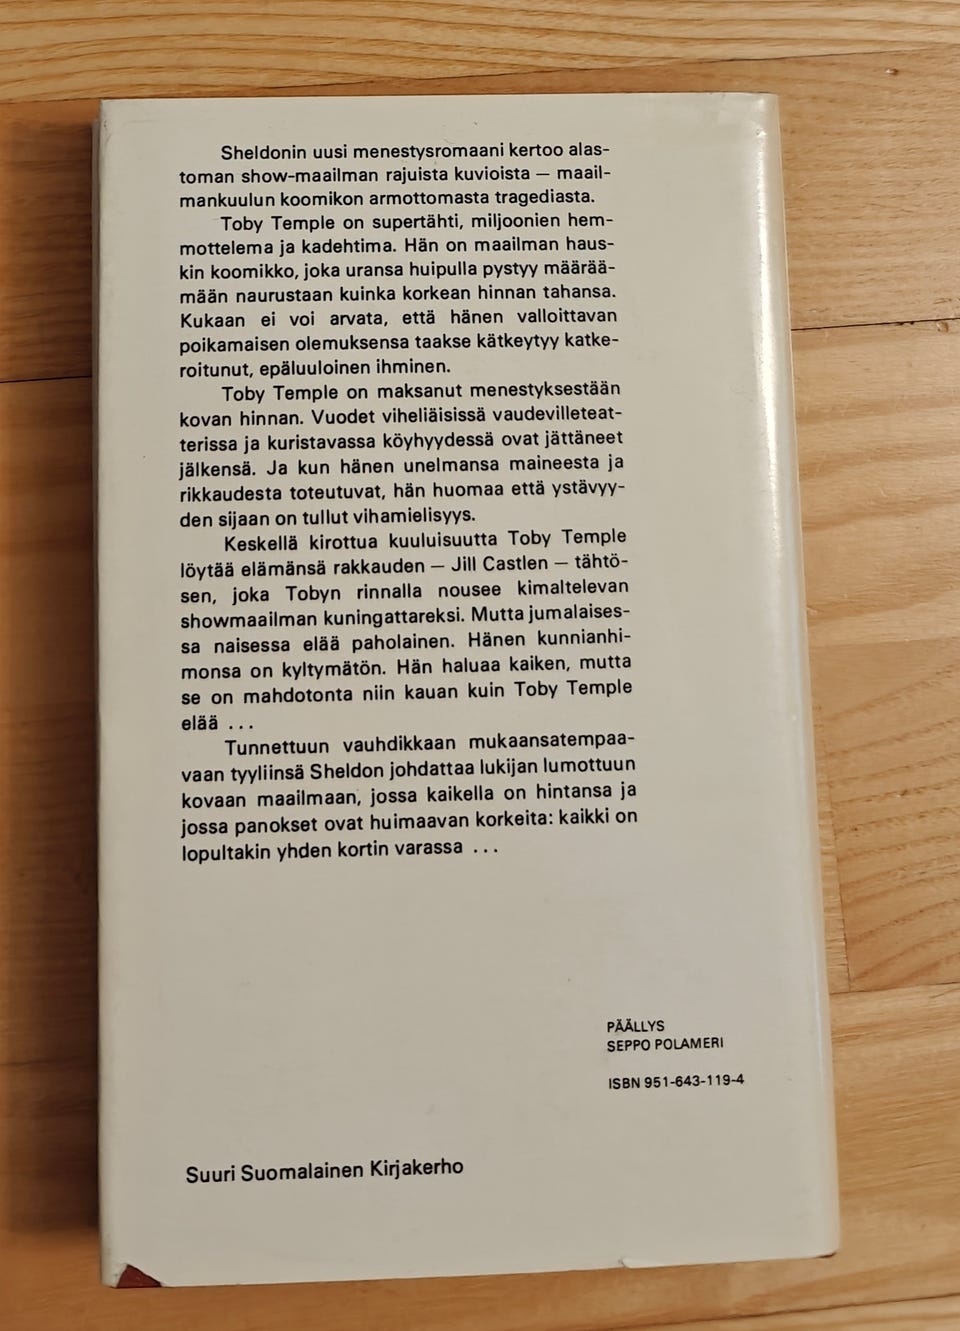 Sheldonin uusi menestysromaani kertoo alas-
toman show-maailman rajuista kuvioista — maail-
mankuulun koomikon armottomasta tragediasta.
Toby Temple on supertähti, miljoonien hem-
mottelema ja kadehtima. Hän on maailman haus-
kin koomikko, joka uransa huipulla pystyy määrää-
mään naurustaan kuinka korkean hinnan tahansa.
Kukaan ei voi arvata, että hänen valloittavan
poikamaisen olemuksensa taakse kätkeytyy katke-
roitunut, epäluuloinen ihminen.
Toby Temple on maksanut menestyksestään
kovan hinnan. Vuodet viheliäisissä vaudevilleteat-
terissa ja kuristavassa köyhyydessä ovat jättäneet
jälkensä. Ja kun hänen unelmansa maineesta ja
rikkaudesta toteutuvat, hän huomaa että ystävyy-
den sijaan on tullut vihamielisyys.
Keskellä kirottua kuuluisuutta Toby Temple
löytää elämänsä rakkauden — Jill Castlen — tähtö-
sen, joka Tobyn rinnalla nousee kimaltelevan
showmaailman kuningattareksi. Mutta jumalaises-
sa naisessa elää paholainen. Hänen kunnianhi-
monsa on kyltymätön. Hän haluaa kaiken, mutta
se on mahdotonta niin kauan kuin Toby Temple
elää ...
Tunnettuun vauhdikkaan mukaansatempaa-
vaan tyyliinsä Sheldon johdattaa lukijan lumottuun
kovaan maailmaan, jossa kaikella on hintansa ja
jossa panokset ovat huimaavan korkeita: kaikki on
lopultakin yhden kortin varassa ...
PÄÄLLYS
SEPPO POLAMERI
ISBN 951-643-119-4
Suuri Suomalainen Kirjakerho